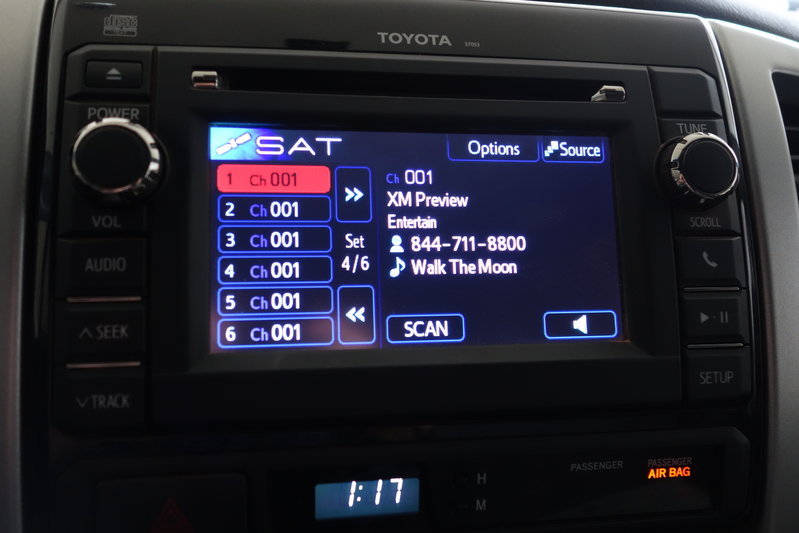 disc
TOYOTA
57053
POWER
VOL
AUDIO
∧ SEEK
∨ TRACK
SAT
Options
Source
1 Ch 001
2 Ch 001
3 Ch 001
4 Ch 001
5 Ch 001
6 Ch 001
Set
4/6
Ch 001
XM Preview
Entertain
844-711-8800
Walk The Moon
SCAN
TUNE
SCROLL
SETUP
1:17
H
M
PASSENGER
PASSENGER
AIR BAG